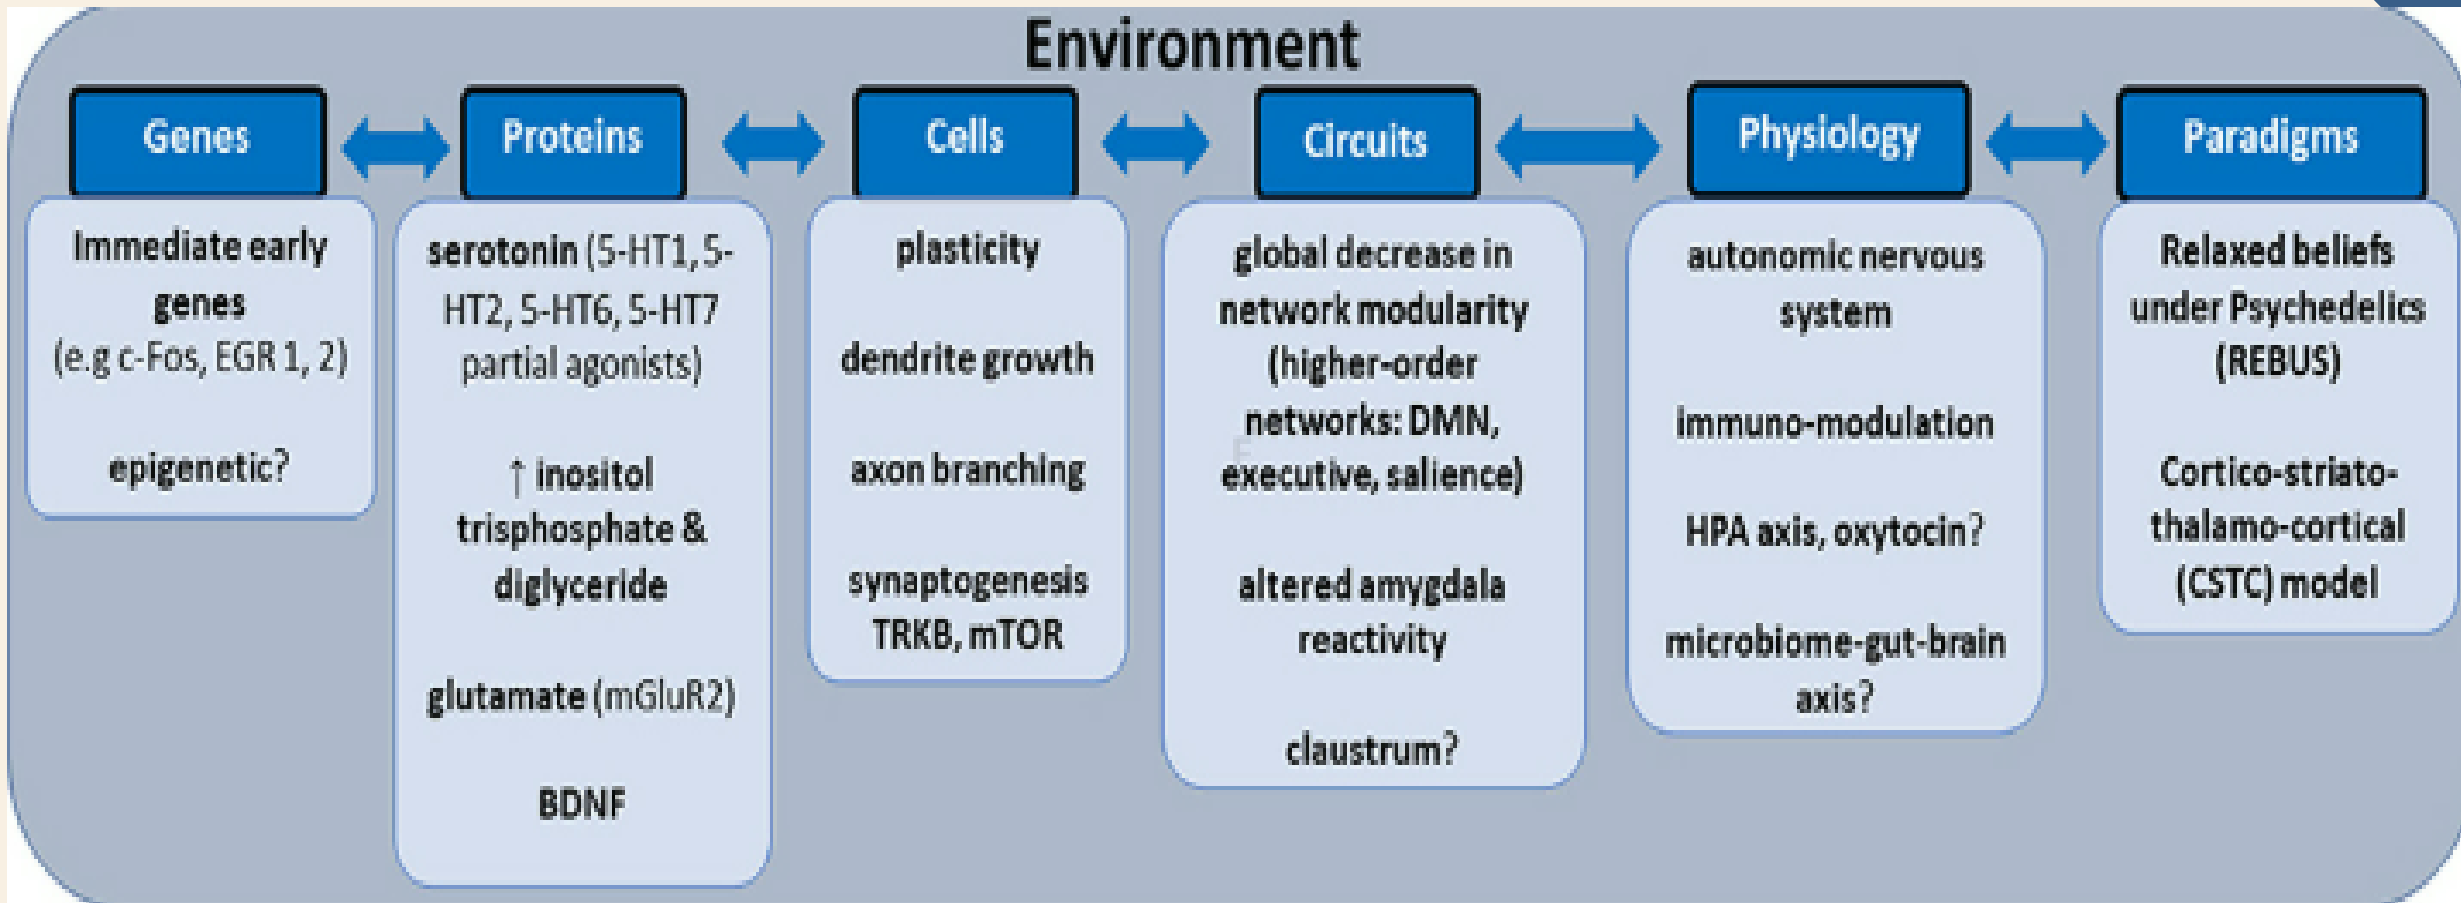 Environment
Genes
Immediate early
genes
(e.g c-Fos, EGR 1, 2)
epigenetic?
Proteins
serotonin (5-HT1, 5-
HT2, 5-HT6, 5-HT7
partial agonists)
↑ inositol
trisphosphate &
diglyceride
glutamate (mGluR2)
BDNF
Cells
plasticity
dendrite growth
axon branching
synaptogenesis
TRKB, mTOR
Circuits
global decrease in
network modularity
(higher-order
networks: DMN,
executive, salience)
altered amygdala
reactivity
claustrum?
Physiology
autonomic nervous
system
immuno-modulation
HPA axis, oxytocin?
microbiome-gut-brain
axis?
Paradigms
Relaxed beliefs
under Psychedelics
(REBUS)
Cortico-striato-
thalamo-cortical
(CSTC) model